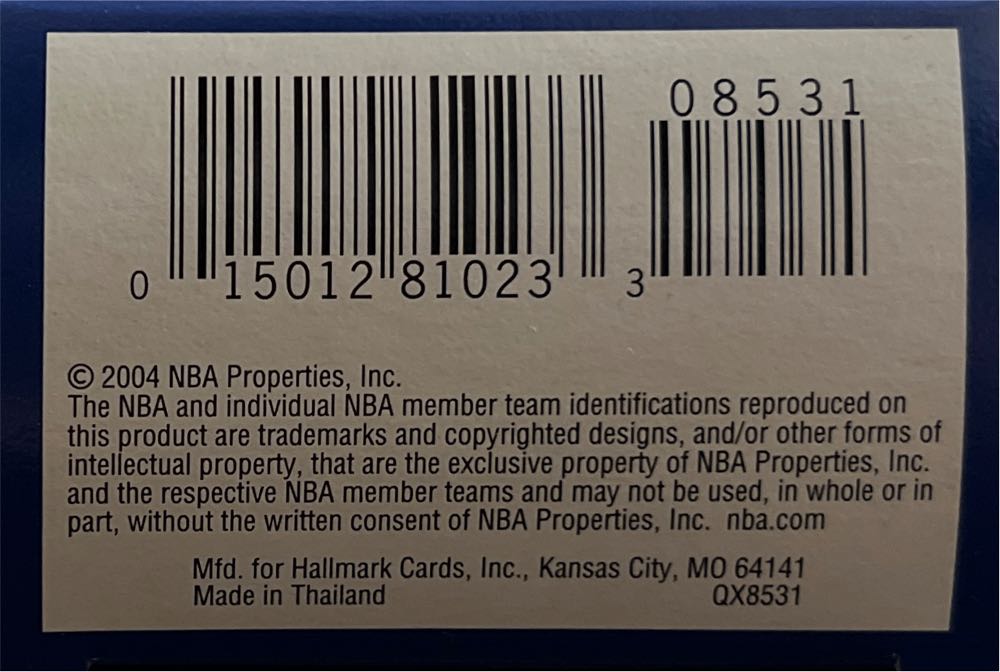 08531
0 15012 81023 3
© 2004 NBA Properties, Inc.
The NBA and individual NBA member team identifications reproduced on
this product are trademarks and copyrighted designs, and/or other forms of
intellectual property, that are the exclusive property of NBA Properties, Inc.
and the respective NBA member teams and may not be used, in whole or in
part, without the written consent of NBA Properties, Inc. nba.com
Mfd. for Hallmark Cards, Inc., Kansas City, MO 64141
Made in Thailand QX8531